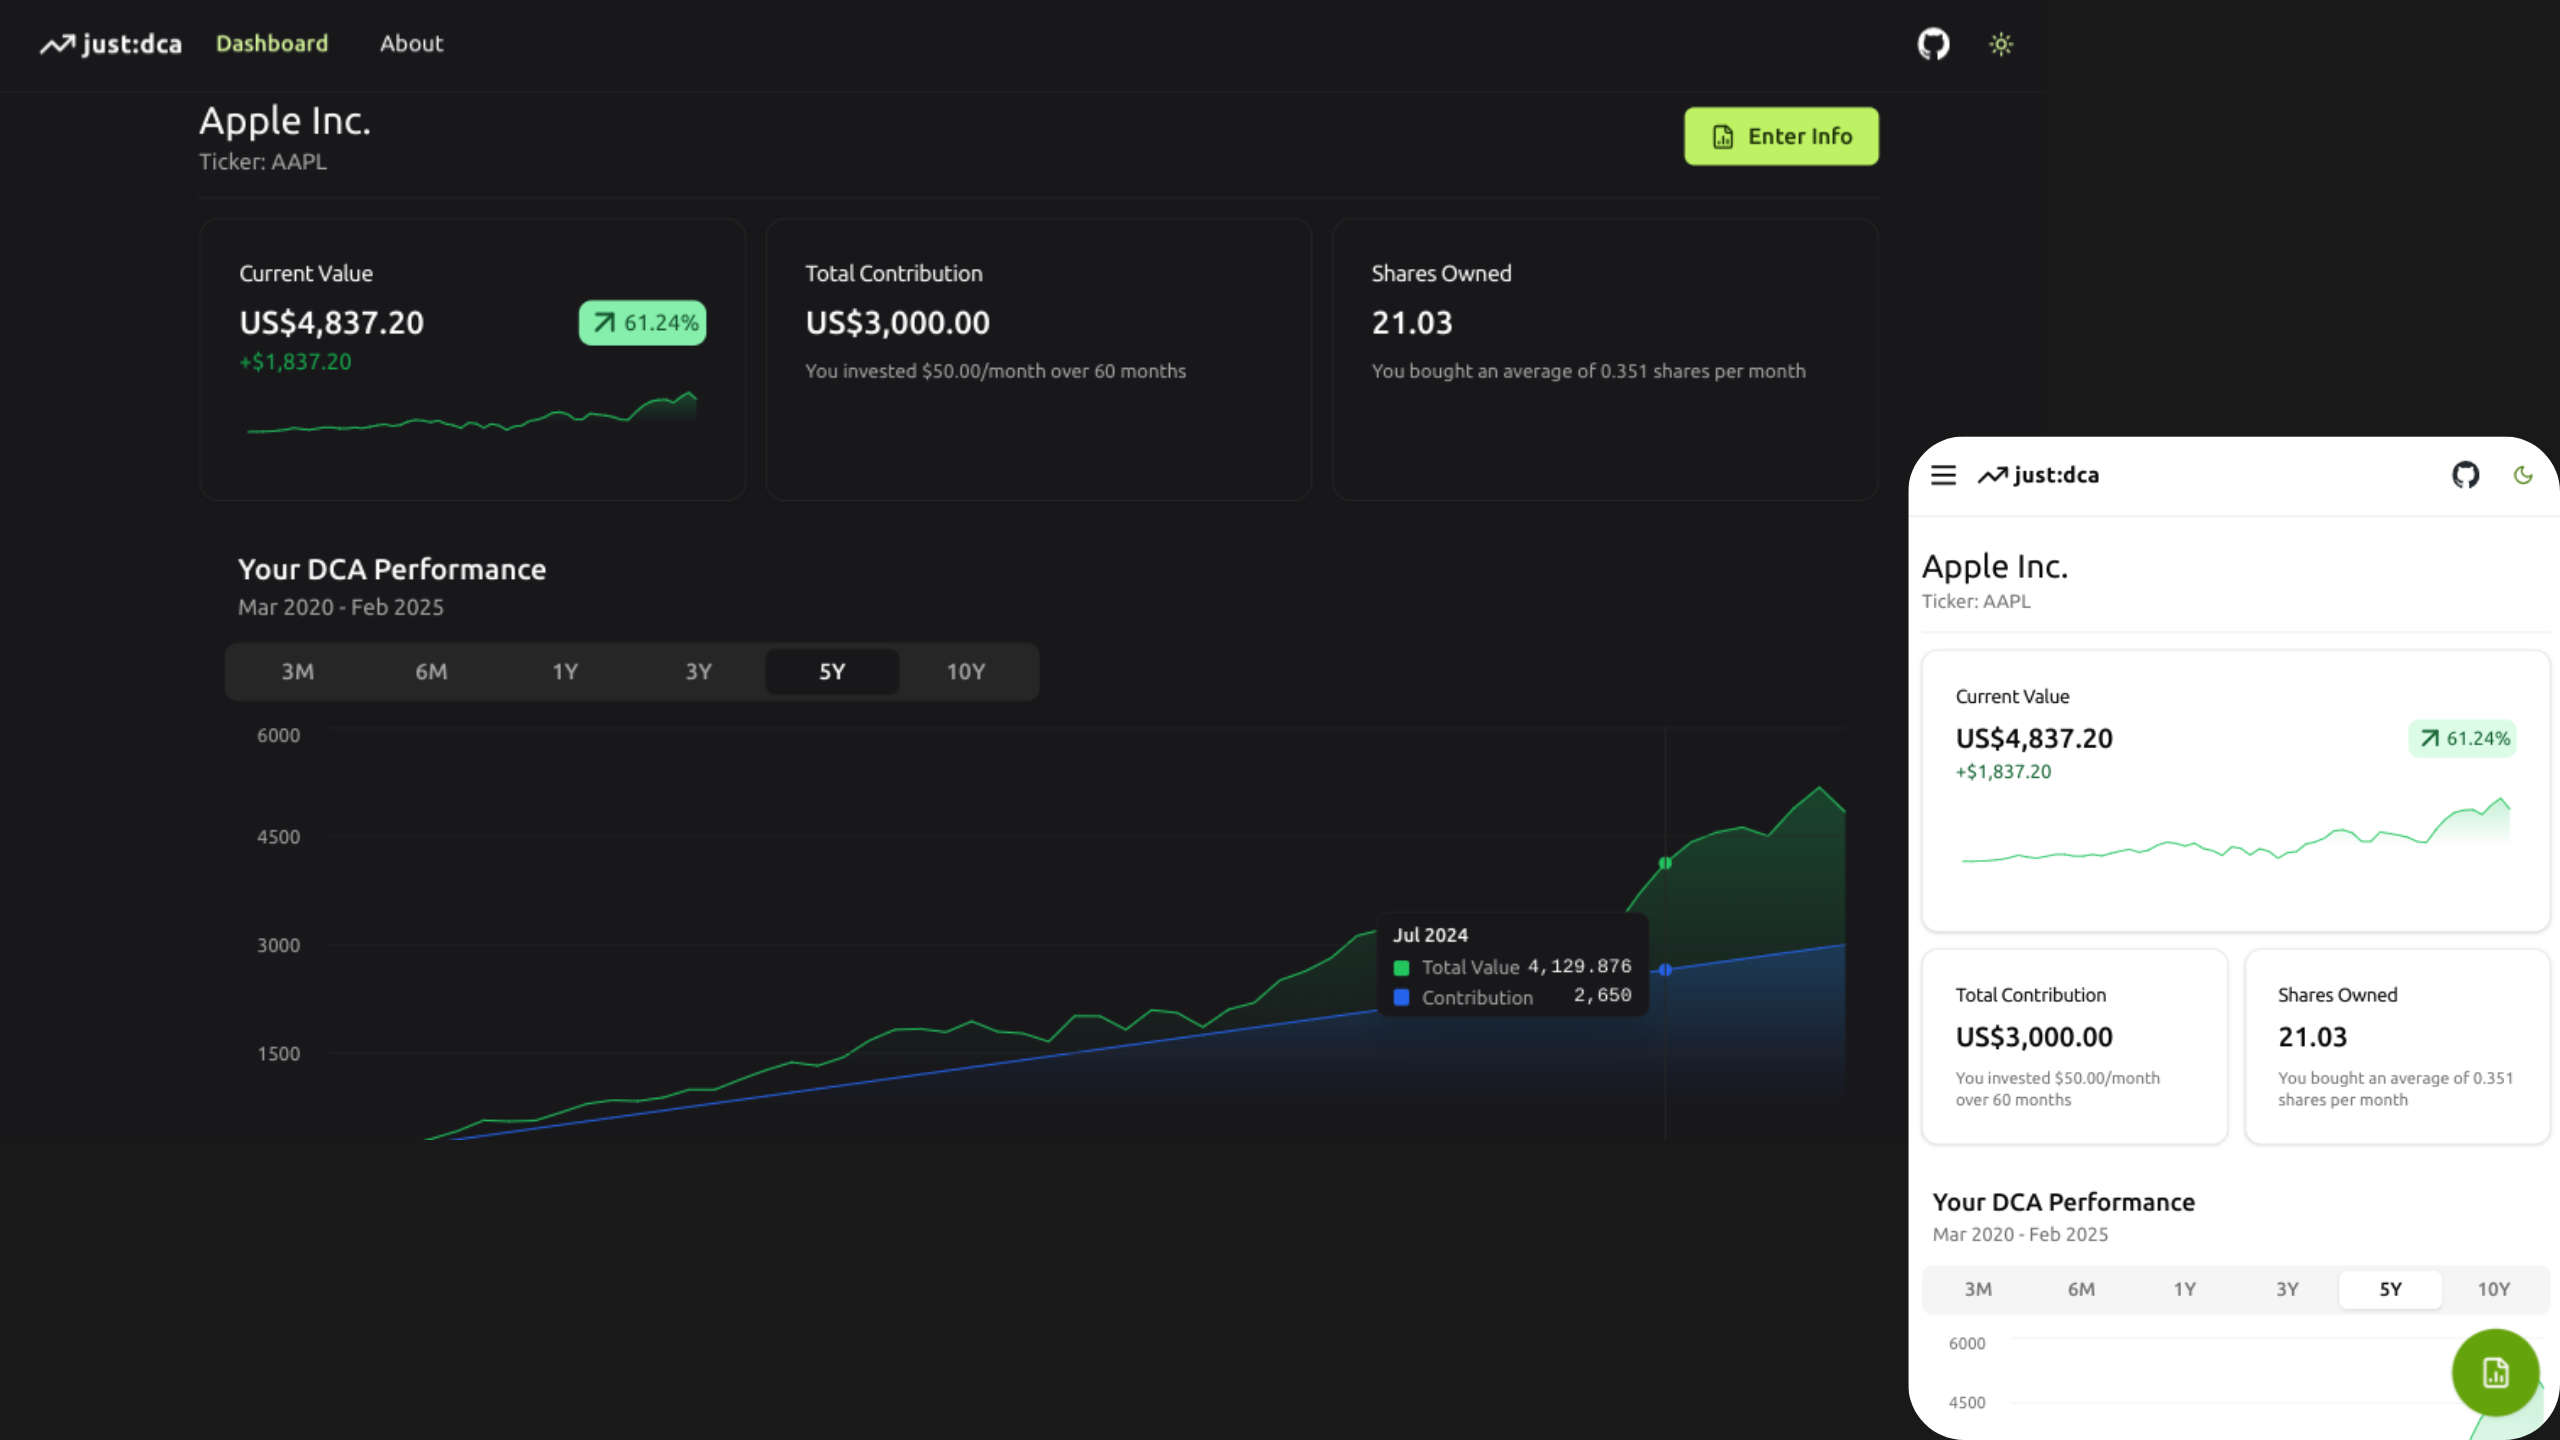 just:dca Dashboard About
Apple Inc.
Ticker: AAPL
Enter Info
Current Value
US$4,837.20
61.24%
+$1,837.20
Total Contribution
US$3,000.00
You invested $50.00/month over 60 months
Shares Owned
21.03
You bought an average of 0.351 shares per month
Your DCA Performance
Mar 2020 - Feb 2025
3M 6M 1Y 3Y 5Y 10Y
6000
4500
3000
1500
Jul 2024
Total Value 4,129.876
Contribution 2,650
just:dca
Apple Inc.
Ticker: AAPL
Current Value
US$4,837.20
61.24%
+$1,837.20
Total Contribution
US$3,000.00
You invested $50.00/month
over 60 months
Shares Owned
21.03
You bought an average of 0.351
shares per month
Your DCA Performance
Mar 2020 - Feb 2025
3M 6M 1Y 3Y 5Y 10Y
6000
4500